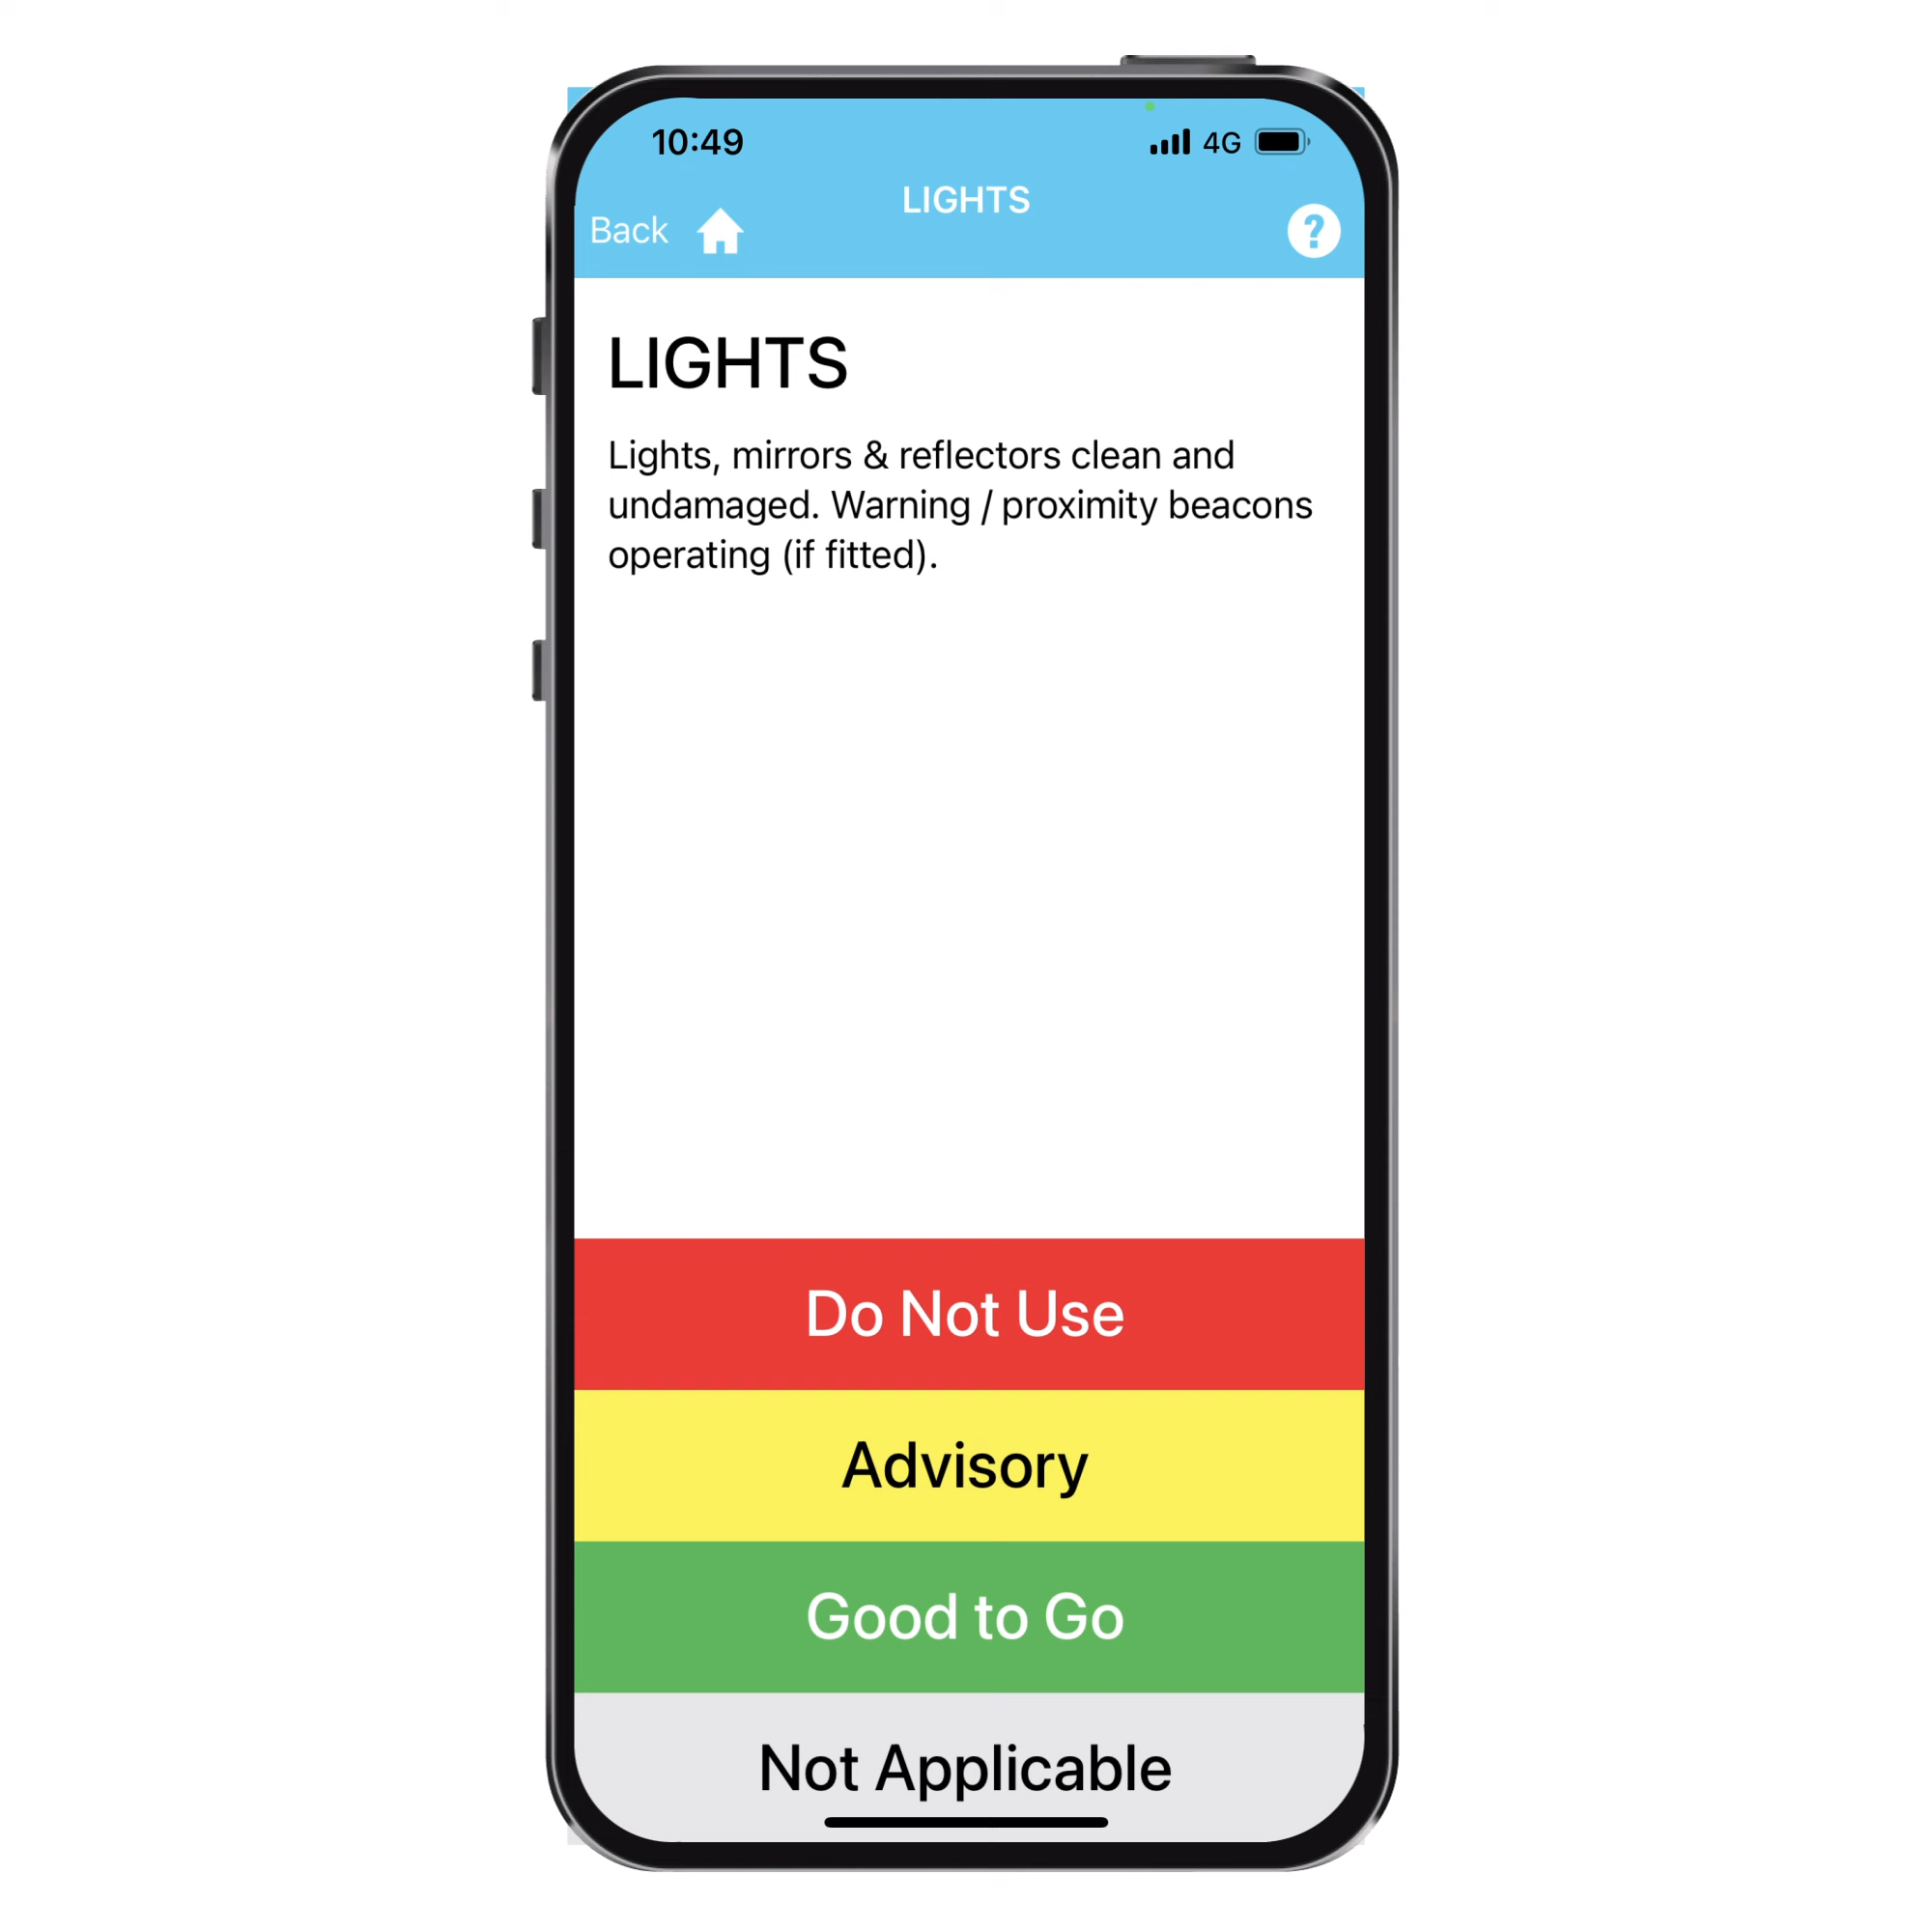 10:49 4G
LIGHTS
Back ?
LIGHTS
Lights, mirrors & reflectors clean and
undamaged. Warning / proximity beacons
operating (if fitted).
Do Not Use
Advisory
Good to Go
Not Applicable